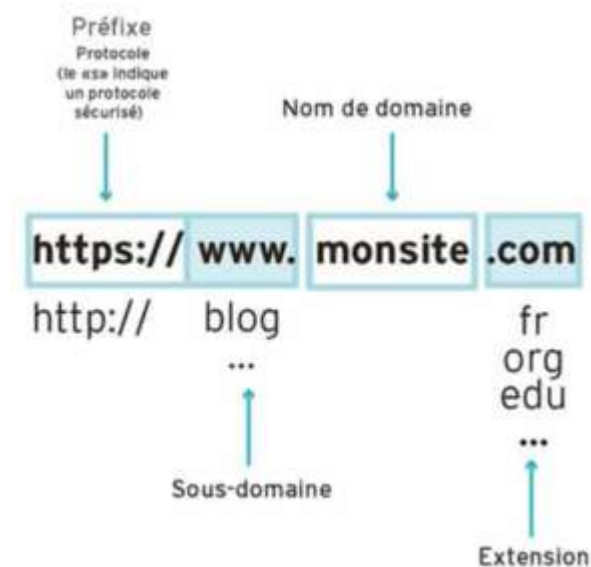 Préfixe
Protocole
(le «s» indique
un protocole
sécurisé)
Nom de domaine
https:// www. monsite .com
http:// blog fr
... org
edu
...
Sous-domaine
Extension